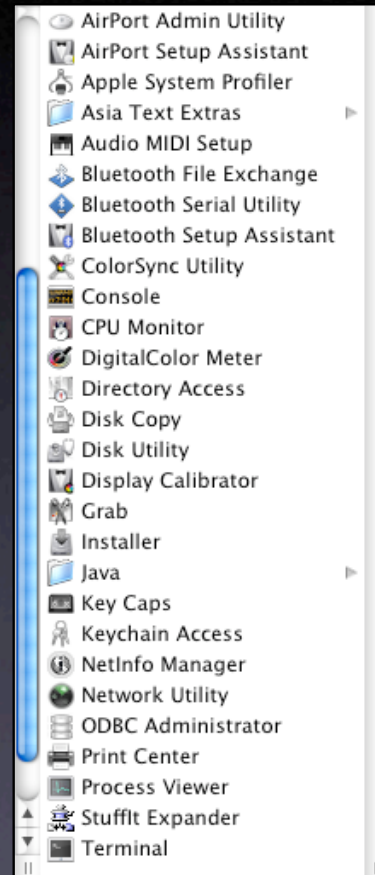 AirPort Admin Utility
AirPort Setup Assistant
Apple System Profiler
Asia Text Extras
Audio MIDI Setup
Bluetooth File Exchange
Bluetooth Serial Utility
Bluetooth Setup Assistant
ColorSync Utility
Console
CPU Monitor
DigitalColor Meter
Directory Access
Disk Copy
Disk Utility
Display Calibrator
Grab
Installer
Java
Key Caps
Keychain Access
NetInfo Manager
Network Utility
ODBC Administrator
Print Center
Process Viewer
StuffIt Expander
Terminal